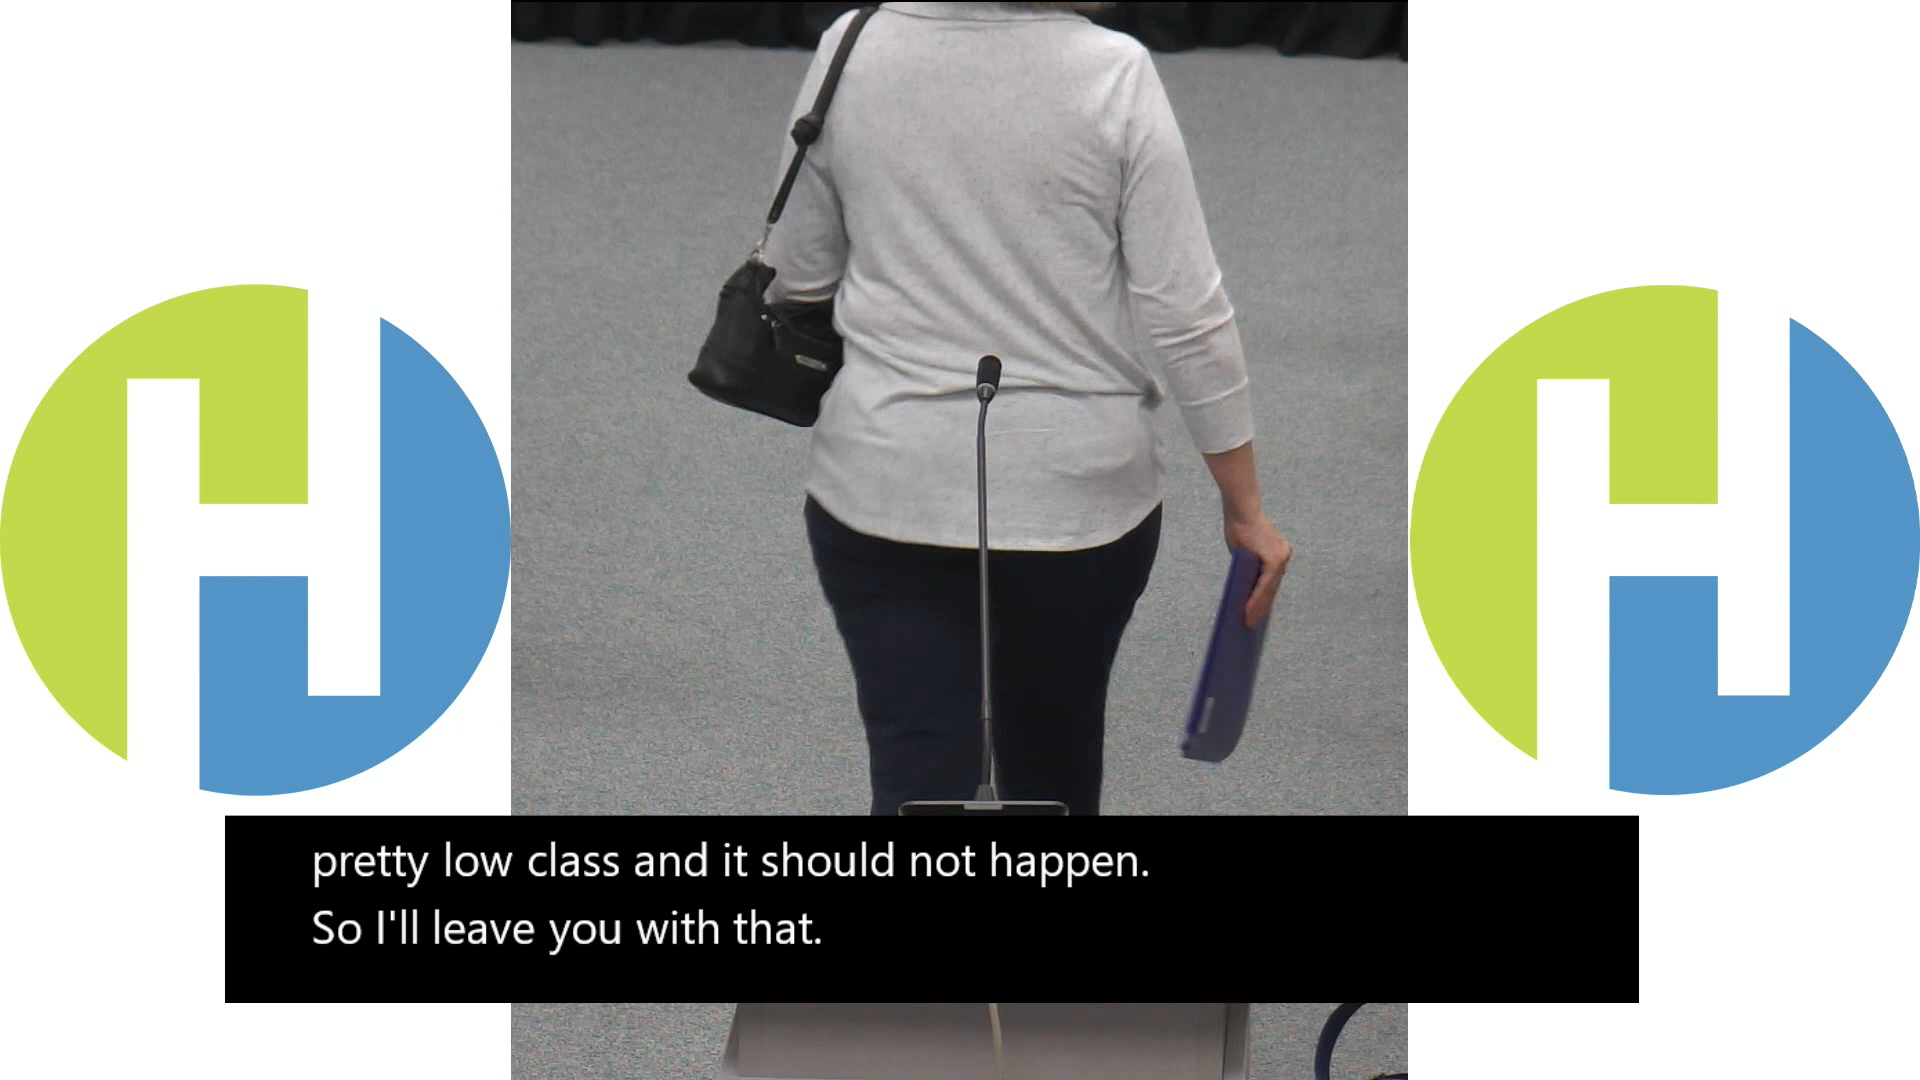 pretty low class and it should not happen.
So I'll leave you with that.